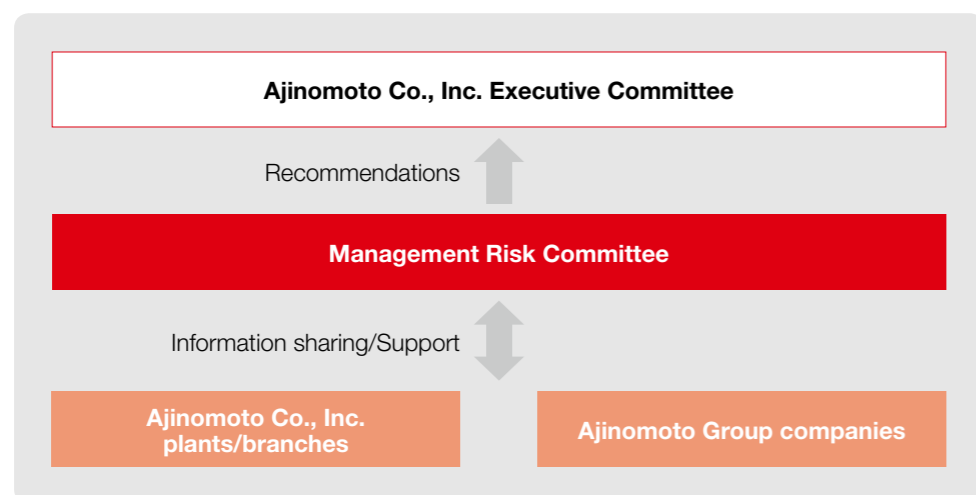 Ajinomoto Co., Inc. Executive Committee
Recommendations
Management Risk Committee
Information sharing/Support
Ajinomoto Co., Inc.
plants/branches
Ajinomoto Group companies